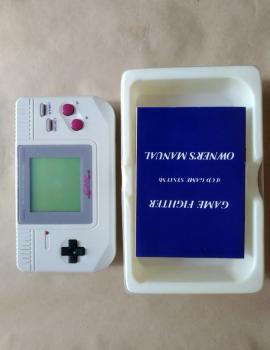 GAME FIGHTER
(LCD GAME SYSTEM)
OWNER'S MANUAL